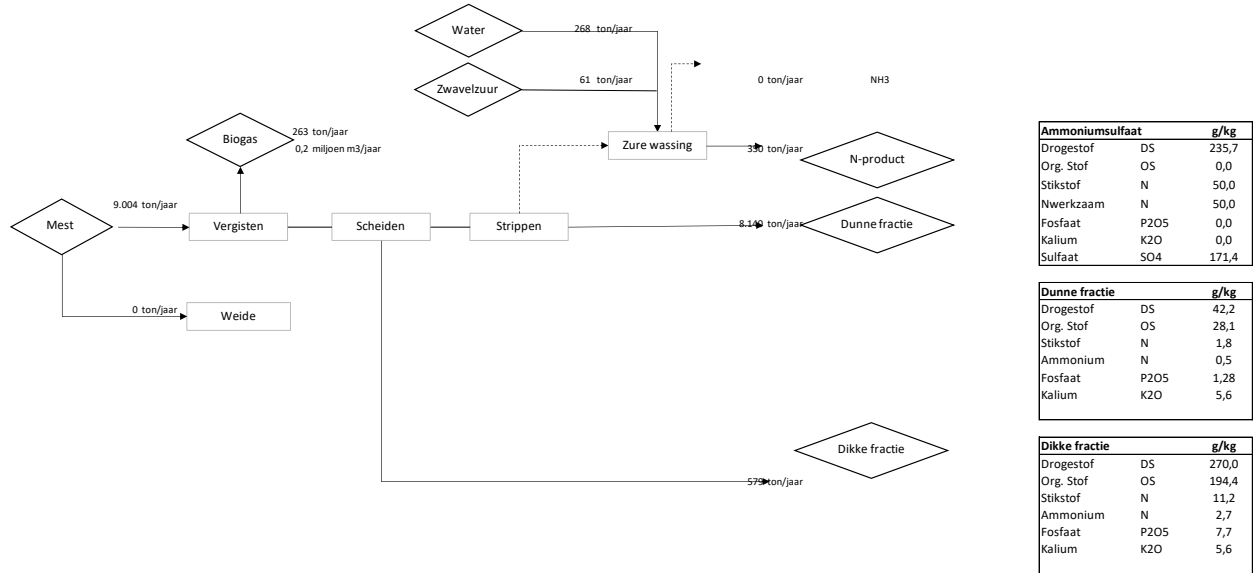 Water
268 ton/jaar
Zwavelzuur
61 ton/jaar
0 ton/jaar NH3
Biogas
263 ton/jaar
0,2 miljoen m3/jaar
Zure wassing
330 ton/jaar
N-product
Mest
9.004 ton/jaar
Vergisten
Scheiden
Strippen
8.149 ton/jaar
Dunne fractie
0 ton/jaar
Weide
Dikke fractie
579 ton/jaar
Ammoniumsulfaat g/kg
Drogestof DS 235,7
Org. Stof OS 0,0
Stikstof N 50,0
Nwerkzaam N 50,0
Fosfaat P2O5 0,0
Kalium K2O 0,0
Sulfaat SO4 171,4
Dunne fractie g/kg
Drogestof DS 42,2
Org. Stof OS 28,1
Stikstof N 1,8
Ammonium N 0,5
Fosfaat P2O5 1,28
Kalium K2O 5,6
Dikke fractie g/kg
Drogestof DS 270,0
Org. Stof OS 194,4
Stikstof N 11,2
Ammonium N 2,7
Fosfaat P2O5 7,7
Kalium K2O 5,6